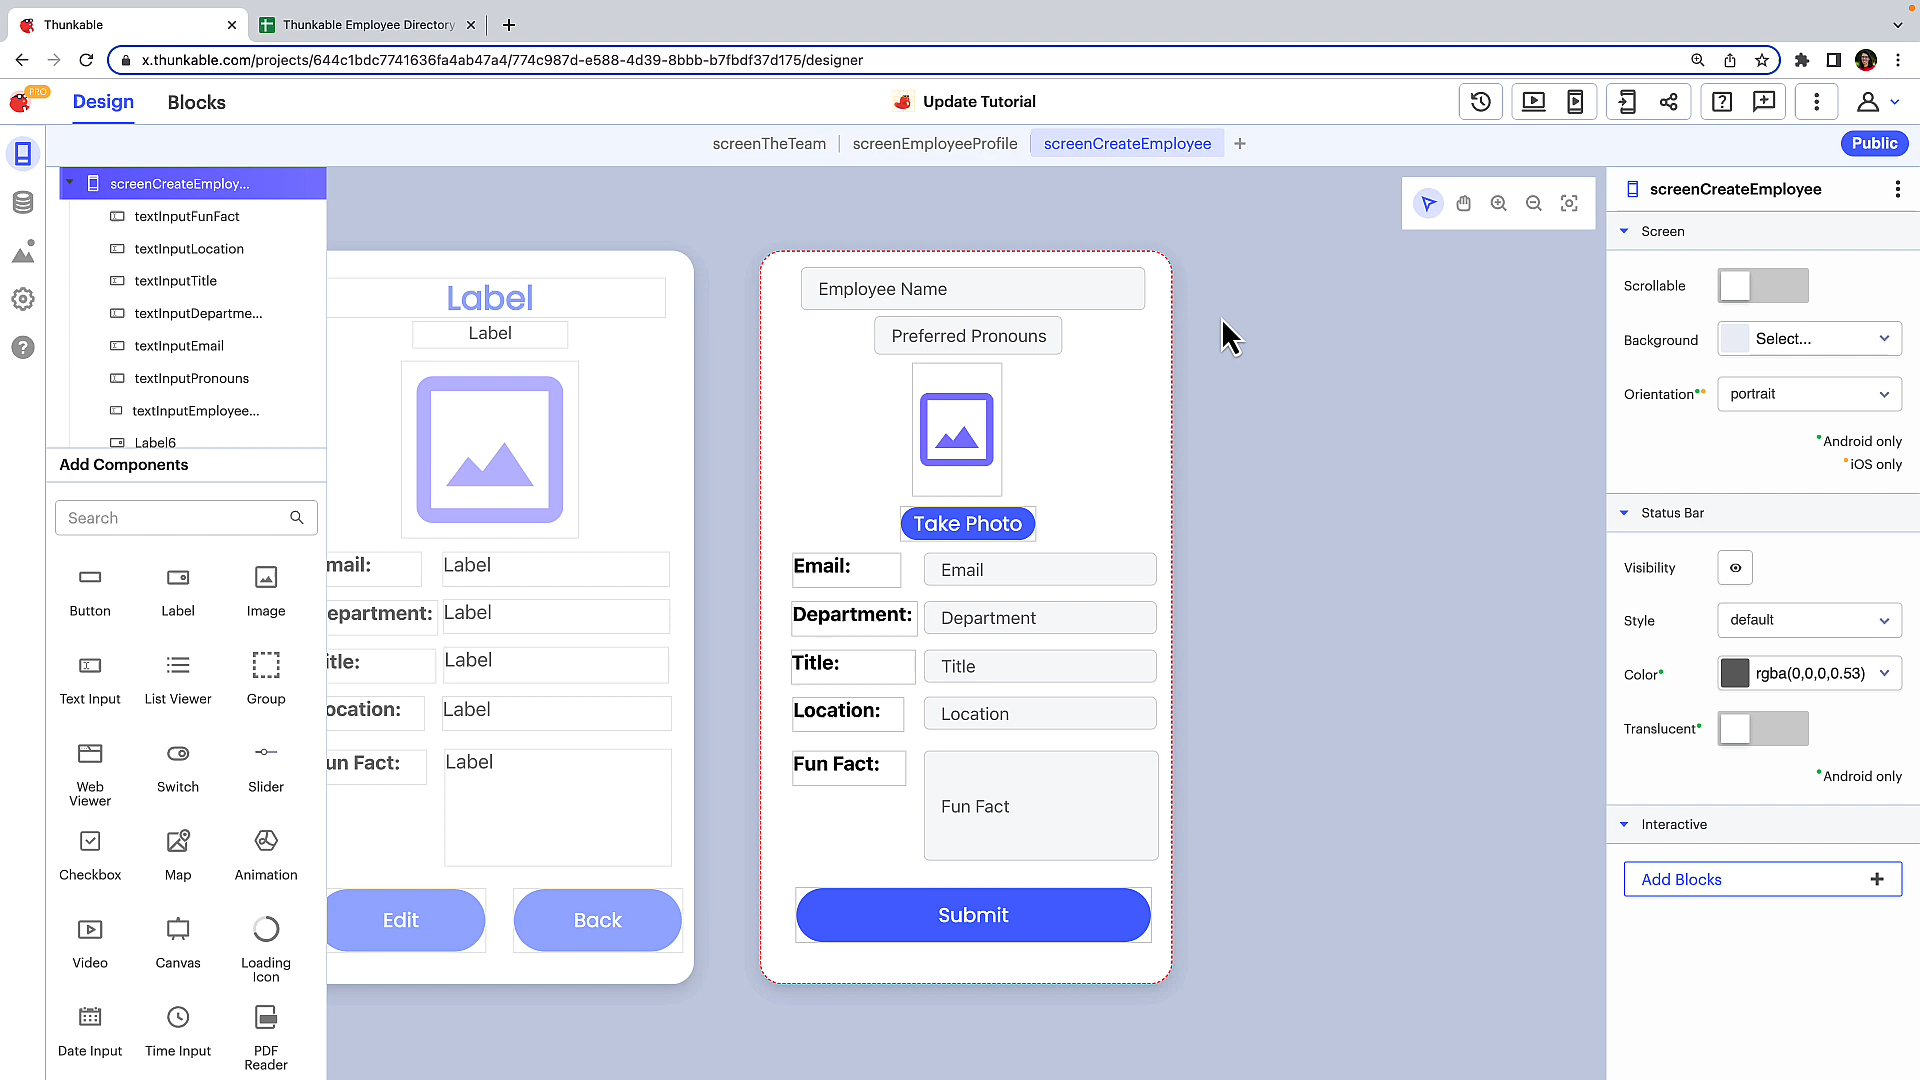 Thunkable
Thunkable Employee Directory
x.thunkable.com/projects/644c1bdc7741636fa4ab47a4/774c987d-e588-4d39-8bbb-b7fbdf37d175/designer
PRO
Design
Blocks
Update Tutorial
screenTheTeam
screenEmployeeProfile
screenCreateEmployee
Public
screenCreateEmploy...
textInputFunFact
textInputLocation
textInputTitle
textInputDepartme...
textInputEmail
textInputPronouns
textInputEmployee...
Label6
Add Components
Search
Button
Label
Image
Text Input
List Viewer
Group
Web Viewer
Switch
Slider
Checkbox
Map
Animation
Video
Canvas
Loading Icon
Date Input
Time Input
PDF Reader
Label
Label
mail:
Label
epartment:
Label
itle:
Label
ocation:
Label
un Fact:
Label
Edit
Back
Employee Name
Preferred Pronouns
Take Photo
Email:
Email
Department:
Department
Title:
Title
Location:
Location
Fun Fact:
Fun Fact
Submit
screenCreateEmployee
Screen
Scrollable
Background
Select...
Orientation
portrait
Android only
iOS only
Status Bar
Visibility
Style
default
Color
rgba(0,0,0,0.53)
Translucent
Android only
Interactive
Add Blocks